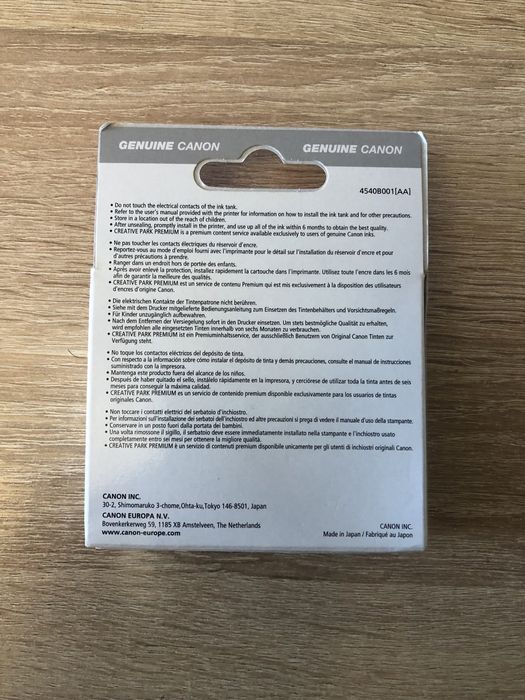 GENUINE CANON GENUINE CANON
4540B001[AA]
• Do not touch the electrical contacts of the ink tank.
• Refer to the user's manual provided with the printer for information on how to install the ink tank and for other precautions.
• Store in a location out of the reach of children.
• After unsealing, promptly install in the printer, and use up all of the ink within 6 months to obtain the best quality.
• CREATIVE PARK PREMIUM is a premium content service available exclusively to users of genuine Canon inks.
• Ne pas toucher les contacts électriques du réservoir d'encre.
• Reportez-vous au mode d'emploi fourni avec l'imprimante pour le détail sur l'installation du réservoir d'encre et pour
d'autres précautions à prendre.
• Ranger dans un endroit hors de portée des enfants.
• Après avoir enlevé la protection, installez rapidement la cartouche dans l'imprimante. Utilisez toute l'encre dans les 6 mois
afin de garantir la meilleure des qualités.
• CREATIVE PARK PREMIUM est un service de contenu Premium qui est mis exclusivement à la disposition des utilisateurs
d'encres d'origine Canon.
• Die elektrischen Kontakte der Tintenpatrone nicht berühren.
• Siehe mit dem Drucker mitgelieferte Bedienungsanleitung zum Einsetzen des Tintenbehälters und Vorsichtsmaßregeln.
• Für Kinder unzugänglich aufbewahren.
• Nach dem Entfernen der Versiegelung sofort in den Drucker einsetzen. Um stets bestmögliche Qualität zu erhalten,
wird empfohlen alle eingesetzten Tinten innerhalb von sechs Monaten zu verbrauchen.
• CREATIVE PARK PREMIUM ist ein Premiuminhaltsservice, der ausschließlich Benutzern von Original Canon Tinten zur
Verfügung steht.
• No toque los contactos eléctricos del depósito de tinta.
• Con respecto a la información sobre cómo instalar el depósito de tinta y demás precauciones, consulte el manual de instrucciones
suministrado con la impresora.
• Mantenga este producto fuera del alcance de los niños.
• Después de haber quitado el sello, instálelo rápidamente en la impresora, y cerciórese de utilizar toda la tinta antes de seis
meses para conseguir la máxima calidad.
• CREATIVE PARK PREMIUM es un servicio de contenido premium disponible exclusivamente para los usuarios de tintas
originales Canon.
• Non toccare i contatti elettrici del serbatoio d'inchiostro.
• Per informazioni sull'installazione dei serbatoi dell'inchiostro ed altre precauzioni si prega di vedere il manuale d'uso della stampante.
• Conservare in un posto fuori dalla portata dei bambini.
• Una volta rimossone il sigillo, il serbatoio deve essere immediatamente installato nella stampante e l'inchiostro usato
completamente entro sei mesi per ottenere la migliore qualità.
• CREATIVE PARK PREMIUM è un servizio di contenuti premium disponibile unicamente per gli utenti di inchiostri originali Canon.
CANON INC.
30-2, Shimomaruko 3-chome,Ohta-ku,Tokyo 146-8501, Japan
CANON EUROPA N.V.
Bovenkerkerweg 59, 1185 XB Amstelveen, The Netherlands
www.canon-europe.com
CANON INC.
Made in Japan / Fabriqué au Japon